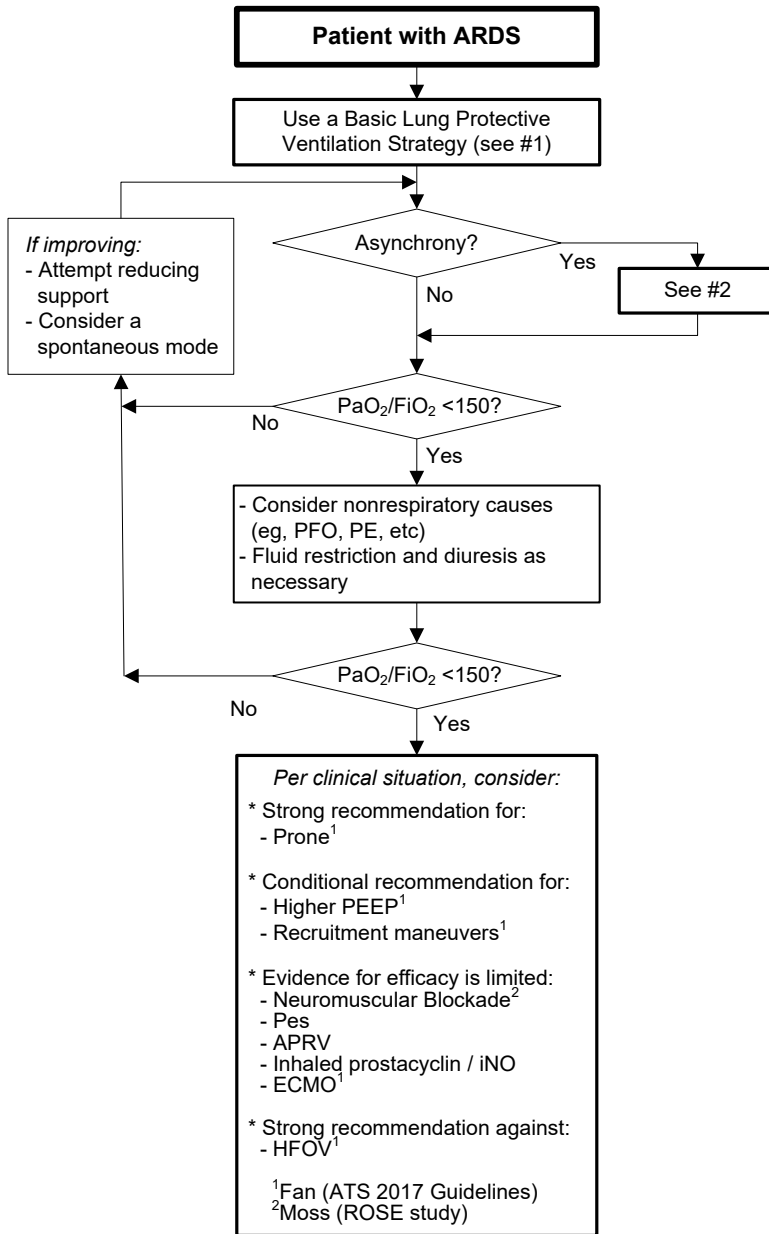 Patient with ARDS
Use a Basic Lung Protective
Ventilation Strategy (see #1)
If improving:
- Attempt reducing
support
- Consider a
spontaneous mode
Asynchrony?
Yes
See #2
No
PaO₂/FiO₂ <150?
No
Yes
- Consider nonrespiratory causes
(eg, PFO, PE, etc)
- Fluid restriction and diuresis as
necessary
PaO₂/FiO₂ <150?
No
Yes
Per clinical situation, consider:
* Strong recommendation for:
- Prone¹
* Conditional recommendation for:
- Higher PEEP¹
- Recruitment maneuvers¹
* Evidence for efficacy is limited:
- Neuromuscular Blockade²
- Pes
- APRV
- Inhaled prostacyclin / iNO
- ECMO¹
* Strong recommendation against:
- HFOV¹
¹Fan (ATS 2017 Guidelines)
²Moss (ROSE study)